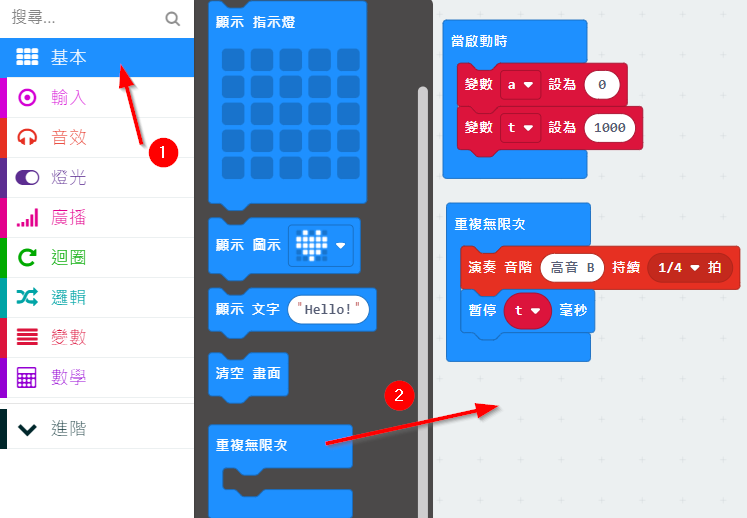 搜尋...
基本
輸入
音效
燈光
廣播
迴圈
邏輯
變數
數學
進階
1
顯示 指示燈
顯示 圖示
顯示 文字 "Hello!"
清空 畫面
重複無限次
2
當啟動時
變數 a 設為 0
變數 t 設為 1000
重複無限次
演奏 音階 高音 B 持續 1/4 拍
暫停 t 毫秒